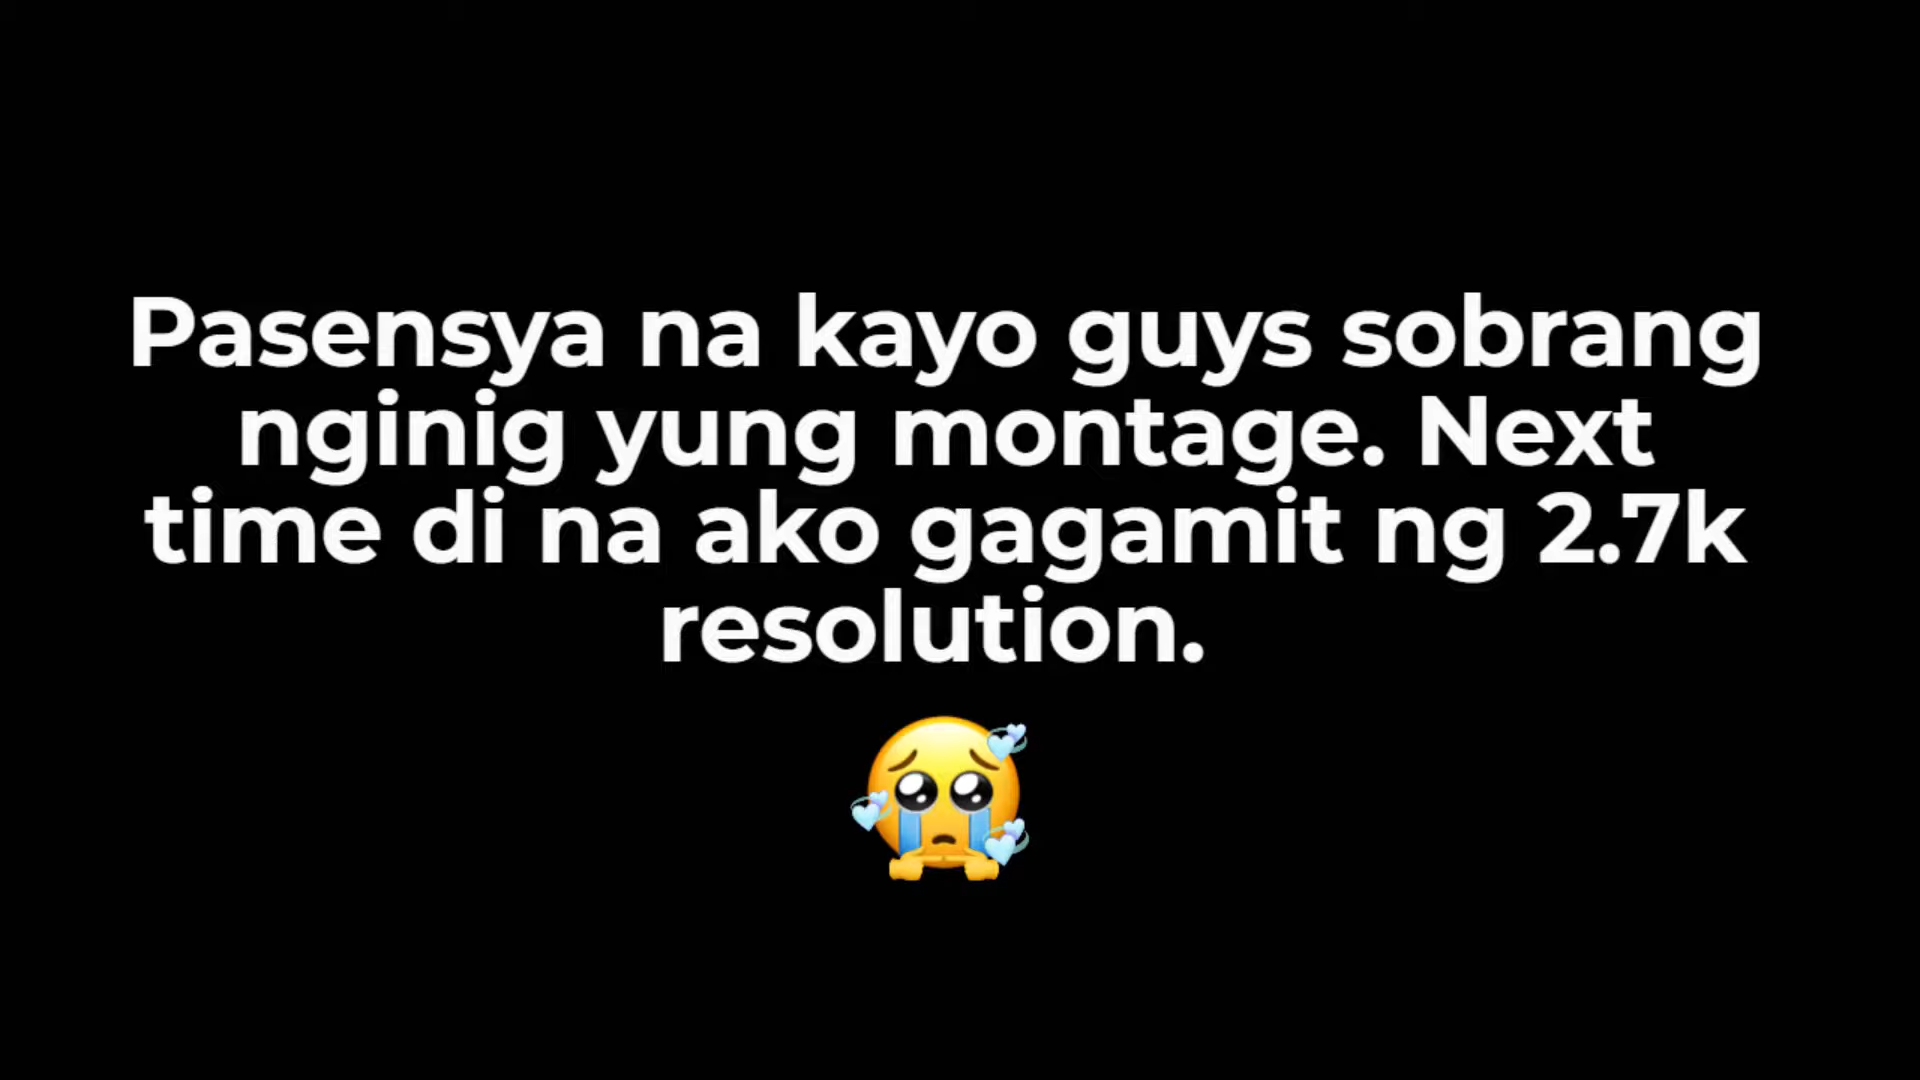 Pasensya na kayo guys sobrang
nginig yung montage. Next
time di na ako gagamit ng 2.7k
resolution.